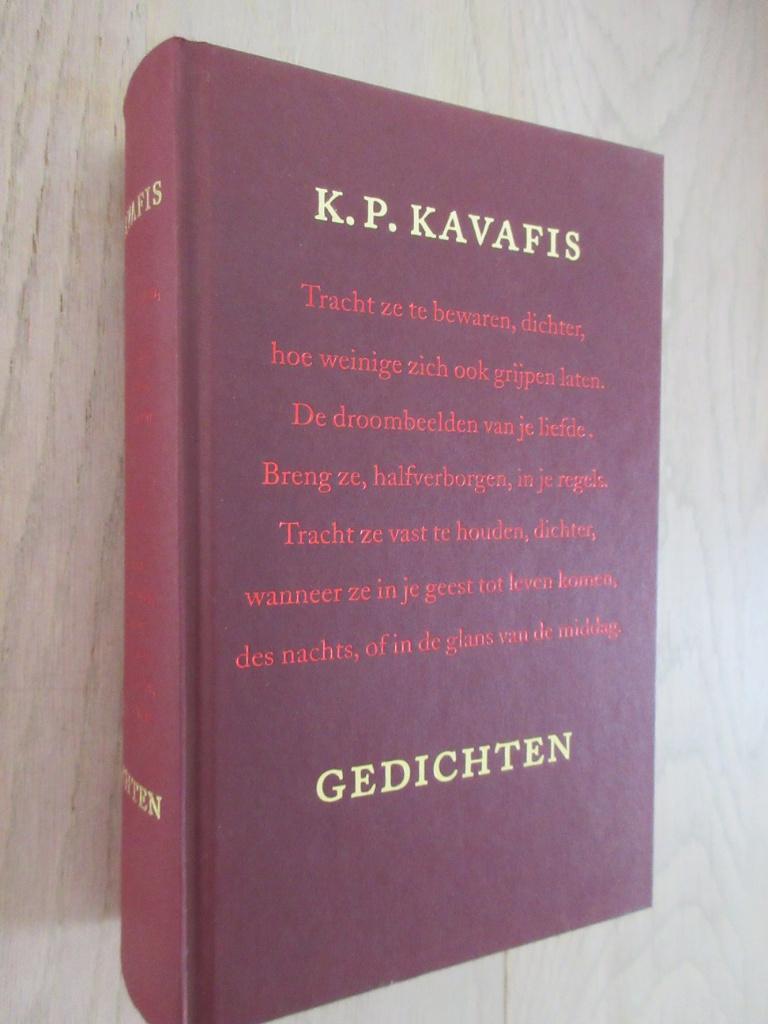 K. P. KAVAFIS
Tracht ze te bewaren, dichter,
hoe weinige zich ook grijpen laten.
De droombeelden van je liefde.
Breng ze, halfverborgen, in je regels.
Tracht ze vast te houden, dichter,
wanneer ze in je geest tot leven komen,
des nachts, of in de glans van de middag.
GEDICHTEN